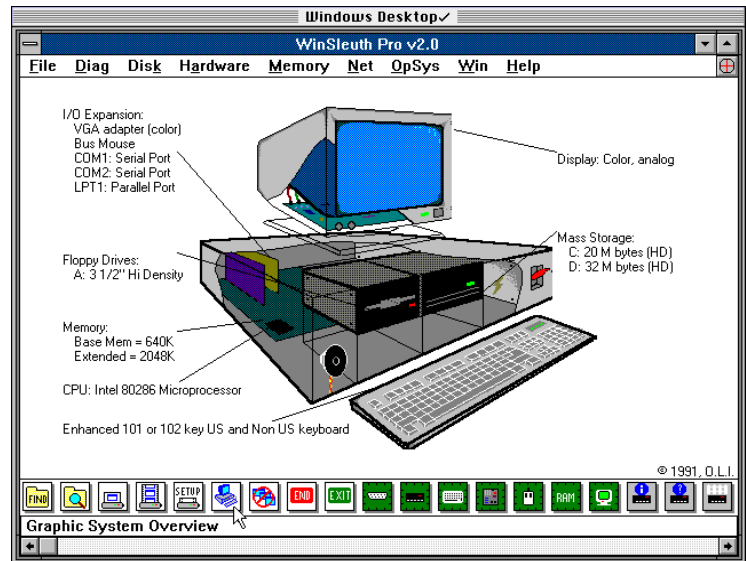 Windows Desktop✓
WinSleuth Pro v2.0
File Diag Disk Hardware Memory Net OpSys Win Help
I/O Expansion:
VGA adapter (color)
Bus Mouse
COM1: Serial Port
COM2: Serial Port
LPT1: Parallel Port
Display: Color, analog
Floppy Drives:
A: 3 1/2" Hi Density
Mass Storage:
C: 20 M bytes (HD)
D: 32 M bytes (HD)
Memory:
Base Mem = 640K
Extended = 2048K
CPU: Intel 80286 Microprocessor
Enhanced 101 or 102 key US and Non US keyboard
© 1991, O.L.I.
FIND SETUP END EXIT RAM i ?
Graphic System Overview